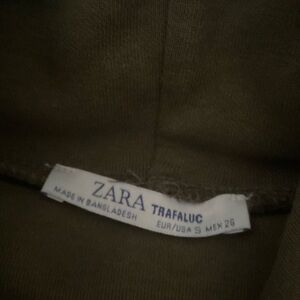 ZARA TRAFALUC
MADE IN BANGLADESH
EUR/USA S MEX 26